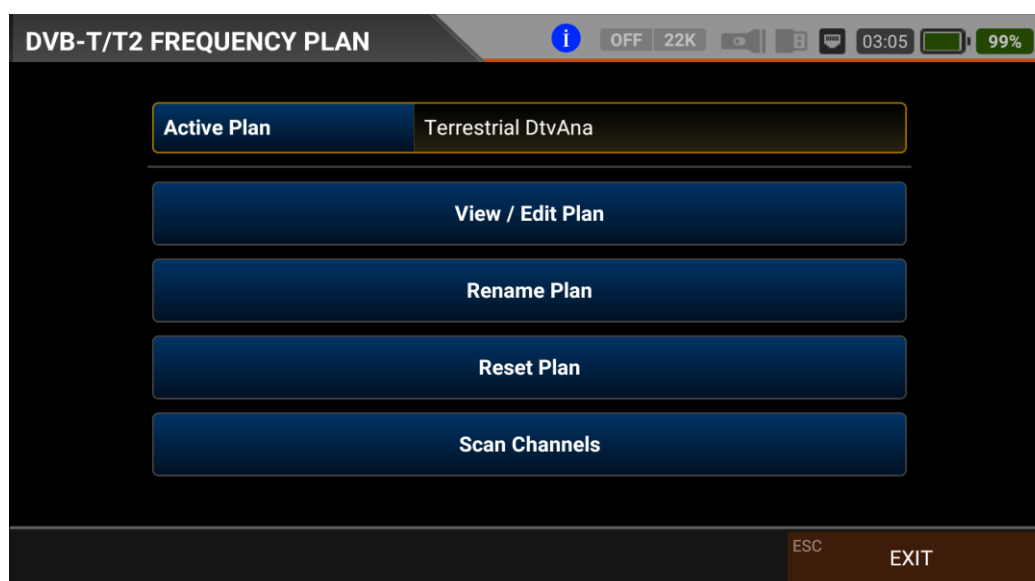 DVB-T/T2 FREQUENCY PLAN i OFF 22K 03:05 99%
Active Plan Terrestrial DtvAna
View / Edit Plan
Rename Plan
Reset Plan
Scan Channels
ESC EXIT